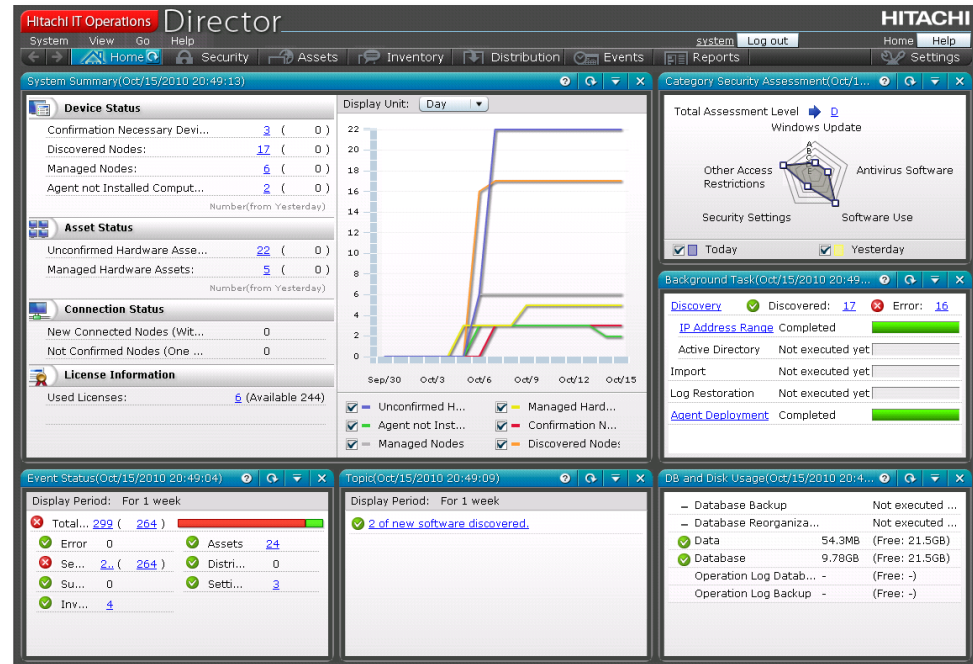 Hitachi IT Operations Director HITACHI
System View Go Help system Log out Home Help
Home Security Assets Inventory Distribution Events Reports Settings
System Summary(Oct/15/2010 20:49:13)
Device Status
Confirmation Necessary Devi... 3 ( 0 )
Discovered Nodes: 17 ( 0 )
Managed Nodes: 6 ( 0 )
Agent not Installed Comput... 2 ( 0 )
Number(from Yesterday)
Asset Status
Unconfirmed Hardware Asse... 22 ( 0 )
Managed Hardware Assets: 5 ( 0 )
Number(from Yesterday)
Connection Status
New Connected Nodes (Wit... 0
Not Confirmed Nodes (One ... 0
License Information
Used Licenses: 6 (Available 244)
Display Unit: Day
22
20
18
16
14
12
10
8
6
4
2
0
Sep/30 Oct/3 Oct/6 Oct/9 Oct/12 Oct/15
Unconfirmed H... Managed Hard...
Agent not Inst... Confirmation N...
Managed Nodes Discovered Nodes
Category Security Assessment(Oct/1...
Total Assessment Level D
Windows Update
A
B
Other Access Restrictions
Antivirus Software
Security Settings Software Use
Today Yesterday
Background Task(Oct/15/2010 20:49...
Discovery Discovered: 17 Error: 16
IP Address Range Completed
Active Directory Not executed yet
Import Not executed yet
Log Restoration Not executed yet
Agent Deployment Completed
Event Status(Oct/15/2010 20:49:04)
Display Period: For 1 week
Total... 299 ( 264 )
Error 0 Assets 24
Se... 2.. ( 264 ) Distri... 0
Su... 0 Setti... 3
Inv... 4
Topic(Oct/15/2010 20:49:09)
Display Period: For 1 week
2 of new software discovered.
DB and Disk Usage(Oct/15/2010 20:4...
Database Backup Not executed ...
Database Reorganiza... Not executed ...
Data 54.3MB (Free: 21.5GB)
Database 9.78GB (Free: 21.5GB)
Operation Log Datab... - (Free: -)
Operation Log Backup - (Free: -)